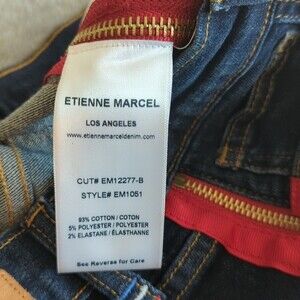 ETIENNE MARCEL
LOS ANGELES
www.etiennemarceldenim.com
CUT# EM12277-B
STYLE# EM1061
93% COTTON / COTON
5% POLYESTER / POLYESTER
2% ELASTANE / ÉLASTHANNE
See Reverse for Care